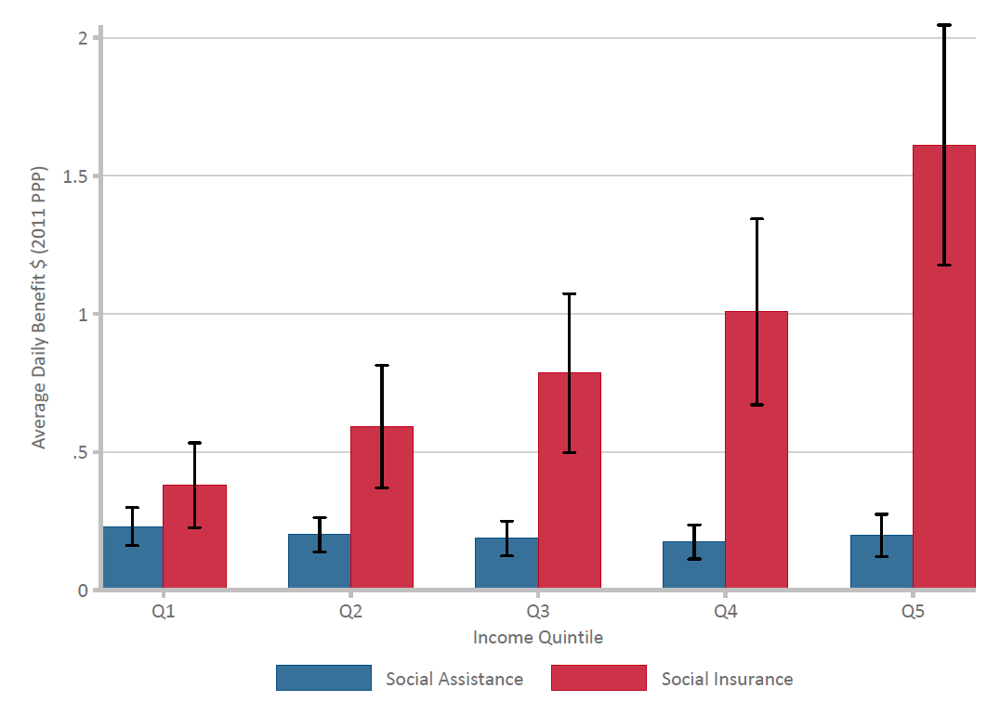 Average Daily Benefit $ (2011 PPP)
2
1.5
1
.5
0
Q1 Q2 Q3 Q4 Q5
Income Quintile
Social Assistance Social Insurance